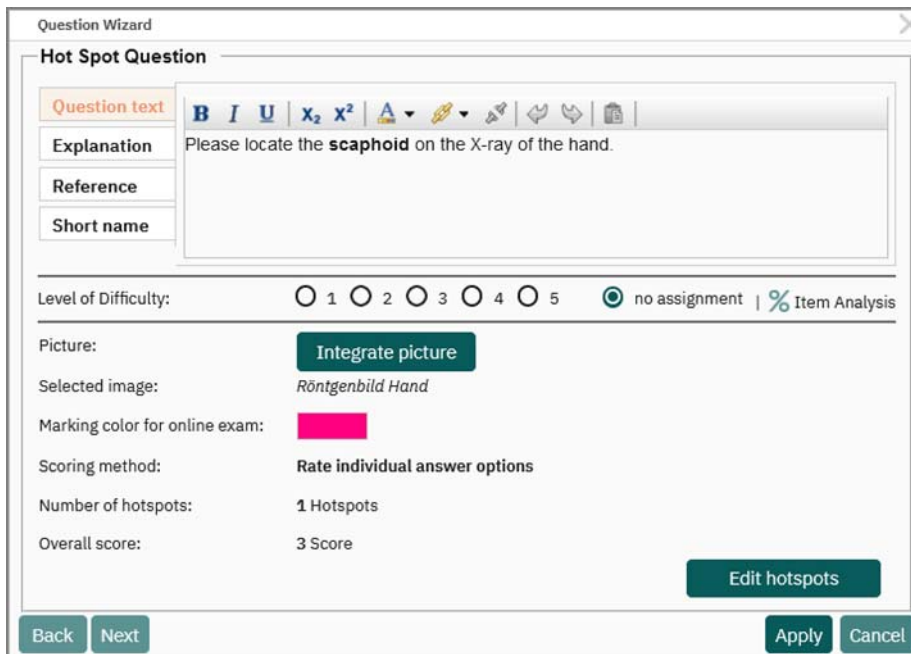 Question Wizard
Hot Spot Question
Question text
Explanation
Reference
Short name
B I U X₂ X² A
Please locate the scaphoid on the X-ray of the hand.
Level of Difficulty: 1 2 3 4 5 no assignment | % Item Analysis
Picture: Integrate picture
Selected image: Röntgenbild Hand
Marking color for online exam:
Scoring method: Rate individual answer options
Number of hotspots: 1 Hotspots
Overall score: 3 Score
Edit hotspots
Back Next Apply Cancel